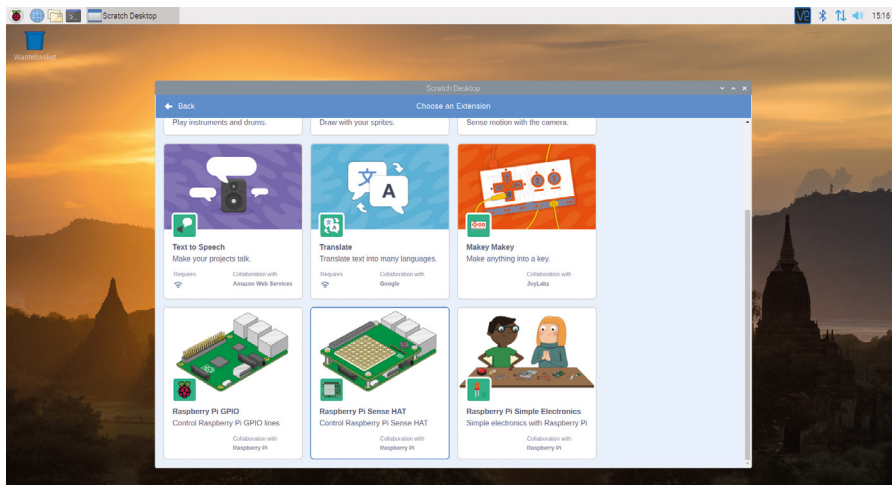 Scratch Desktop
V2
15:16
Wastebasket
Scratch Desktop
Back
Choose an Extension
Play instruments and drums.
Draw with your sprites.
Sense motion with the camera.
文
A
Text to Speech
Make your projects talk.
Requires
Collaboration with
Amazon Web Services
Translate
Translate text into many languages.
Requires
Collaboration with
Google
Makey Makey
Make anything into a key.
Collaboration with
JoyLabz
Raspberry Pi GPIO
Control Raspberry Pi GPIO lines
Collaboration with
Raspberry Pi
Raspberry Pi Sense HAT
Control Raspberry Pi Sense HAT
Collaboration with
Raspberry Pi
Raspberry Pi Simple Electronics
Simple electronics with Raspberry Pi
Collaboration with
Raspberry Pi